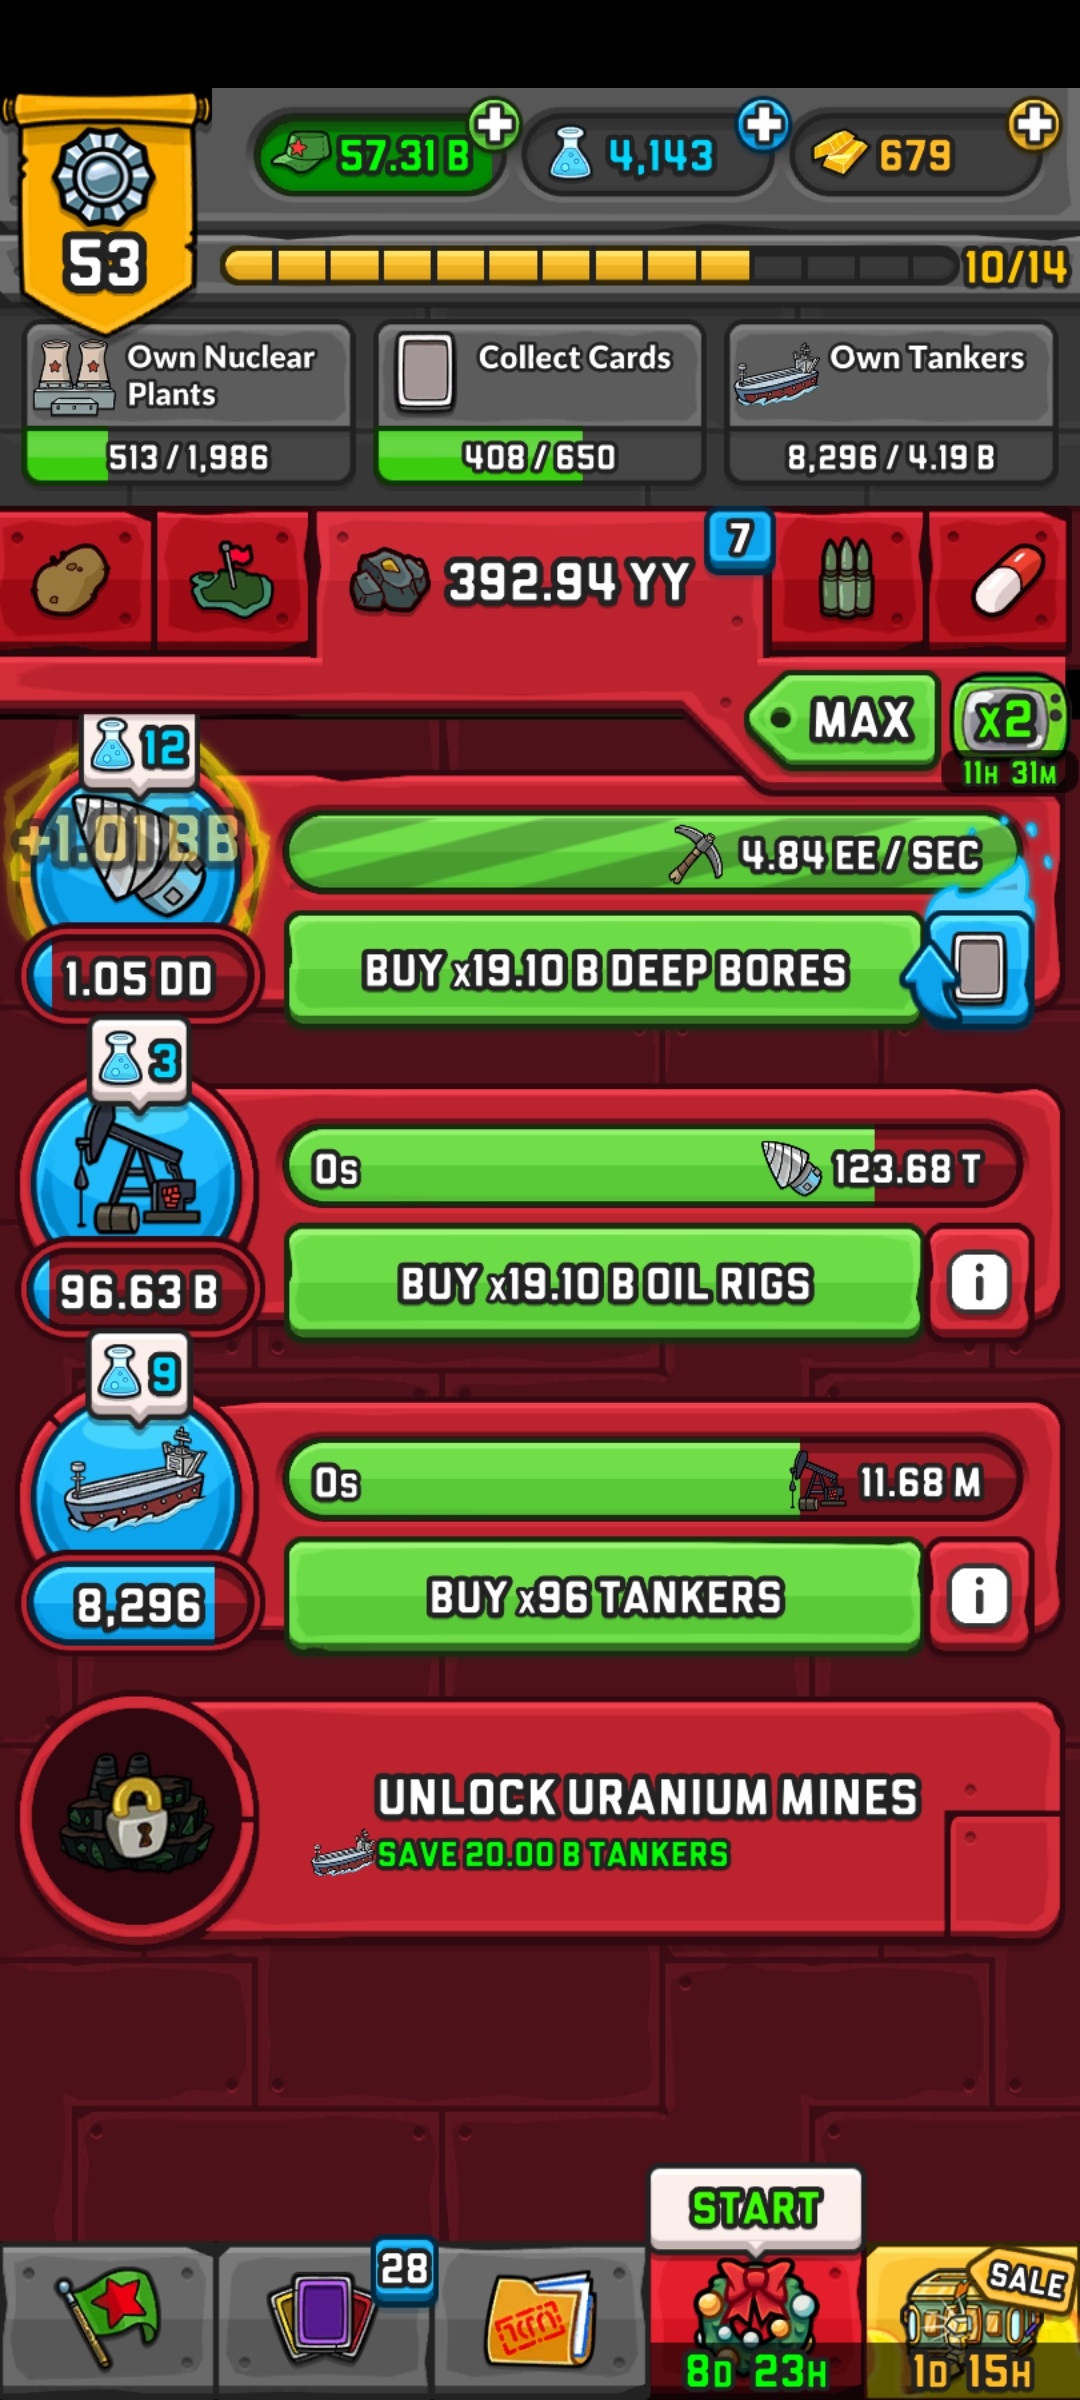 57.31 B
4,143
679
53
10/14
Own Nuclear
Plants
513 / 1,986
Collect Cards
408 / 650
Own Tankers
8,296 / 4.19 B
392.94 YY
7
MAX
x2
11H 31M
12
+1.01 BB
4.84 EE / SEC
1.05 DD
BUY x19.10 B DEEP BORES
3
0s
123.68 T
96.63 B
BUY x19.10 B OIL RIGS
i
9
0s
11.68 M
8,296
BUY x96 TANKERS
i
UNLOCK URANIUM MINES
SAVE 20.00 B TANKERS
START
28
SALE
8D 23H
1D 15H